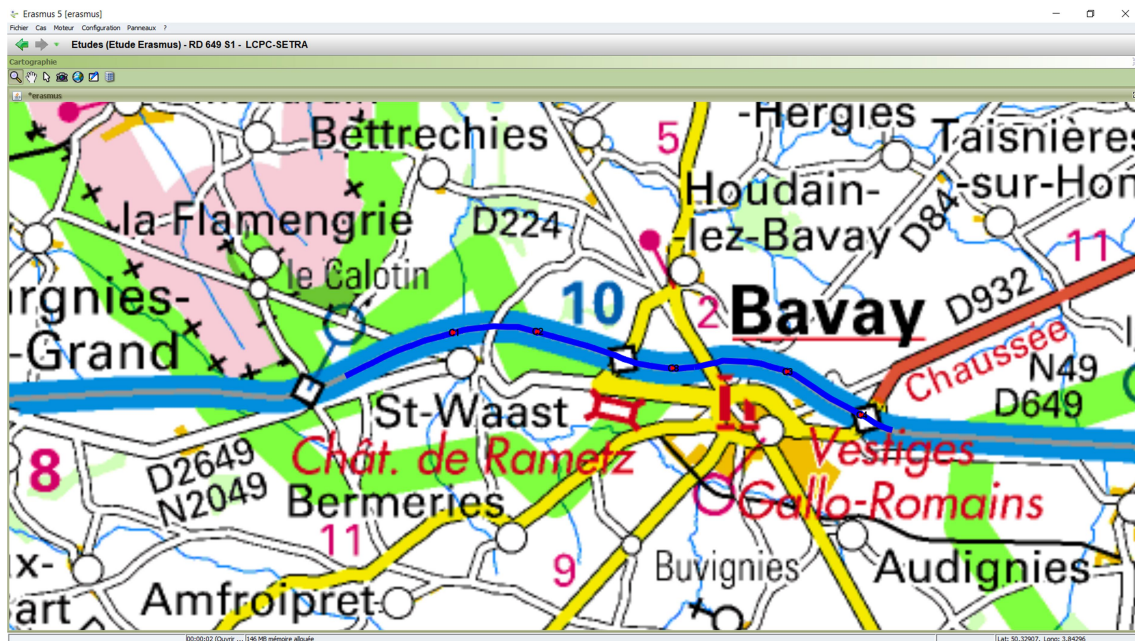 Erasmus 5 [erasmus]
Fichier Cas Moteur Configuration Panneaux ?
Etudes (Etude Erasmus) - RD 649 S1 - LCPC-SETRA
Cartographie
*erasmus
Bettrechies
5
-Hergies
Taisnières
-sur-Hon
la Flamengrie
D224
Houdain-
-lez-Bavay
D84
11
le Calotin
rgnies-
-Grand
10
2
Bavay
D932
Chaussée
N49
D649
St-Waast
8
D2649
N2049
Chât. de Rametz
Vestiges
Gallo-Romains
Bermeries
11
9
Buvignies
Audignies
x-
art
Amfroipret
00:00:02 (Ouvrir ... 146 MB mémoire allouée
Lat: 50.32907, Long: 3.84296